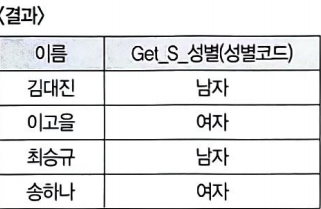 〈결과〉
이름 Get_S_성별(성별코드)
김대진 남자
이고을 여자
최승규 남자
송하나 여자